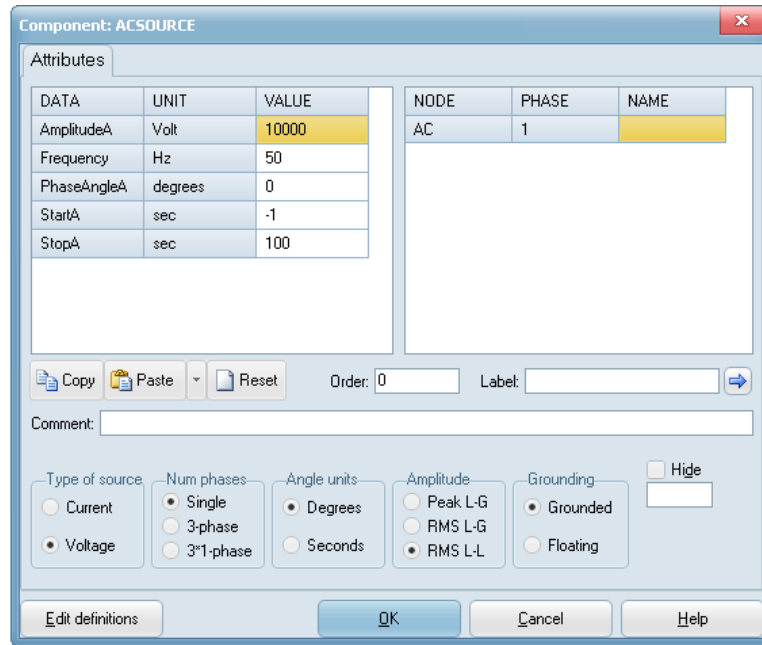 Component: ACSOURCE
Attributes
DATA UNIT VALUE
AmplitudeA Volt 10000
Frequency Hz 50
PhaseAngleA degrees 0
StartA sec -1
StopA sec 100
NODE PHASE NAME
AC 1
Copy Paste Reset Order: 0 Label:
Comment:
Type of source Num phases Angle units Amplitude Grounding Hide
Current Single Degrees Peak L-G Grounded
3-phase RMS L-G
Voltage 3*1-phase Seconds RMS L-L Floating
Edit definitions OK Cancel Help